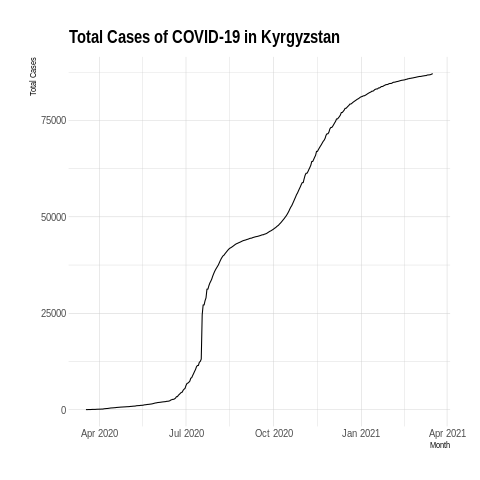 Total Cases of COVID-19 in Kyrgyzstan
Total Cases
75000
50000
25000
0
Apr 2020 Jul 2020 Oct 2020 Jan 2021 Apr 2021
Month